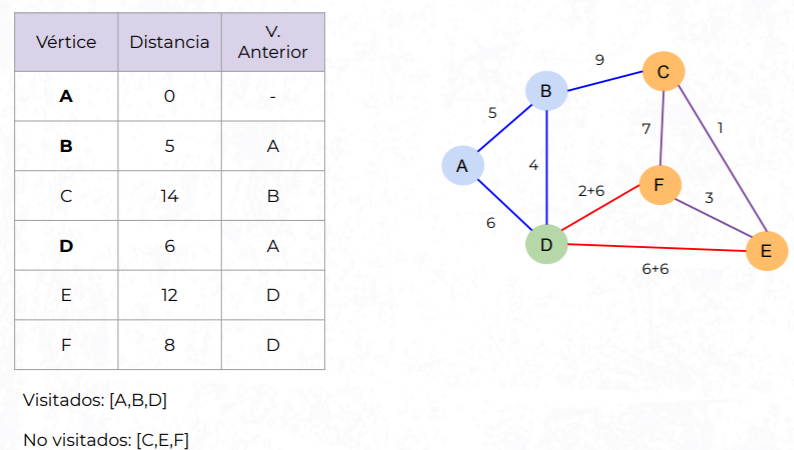 Vértice Distancia V. Anterior
A 0 -
B 5 A
C 14 B
D 6 A
E 12 D
F 8 D
Visitados: [A,B,D]
No visitados: [C,E,F]
9
C
B
5
7
1
4
A
F
2+6
3
6
D
E
6+6